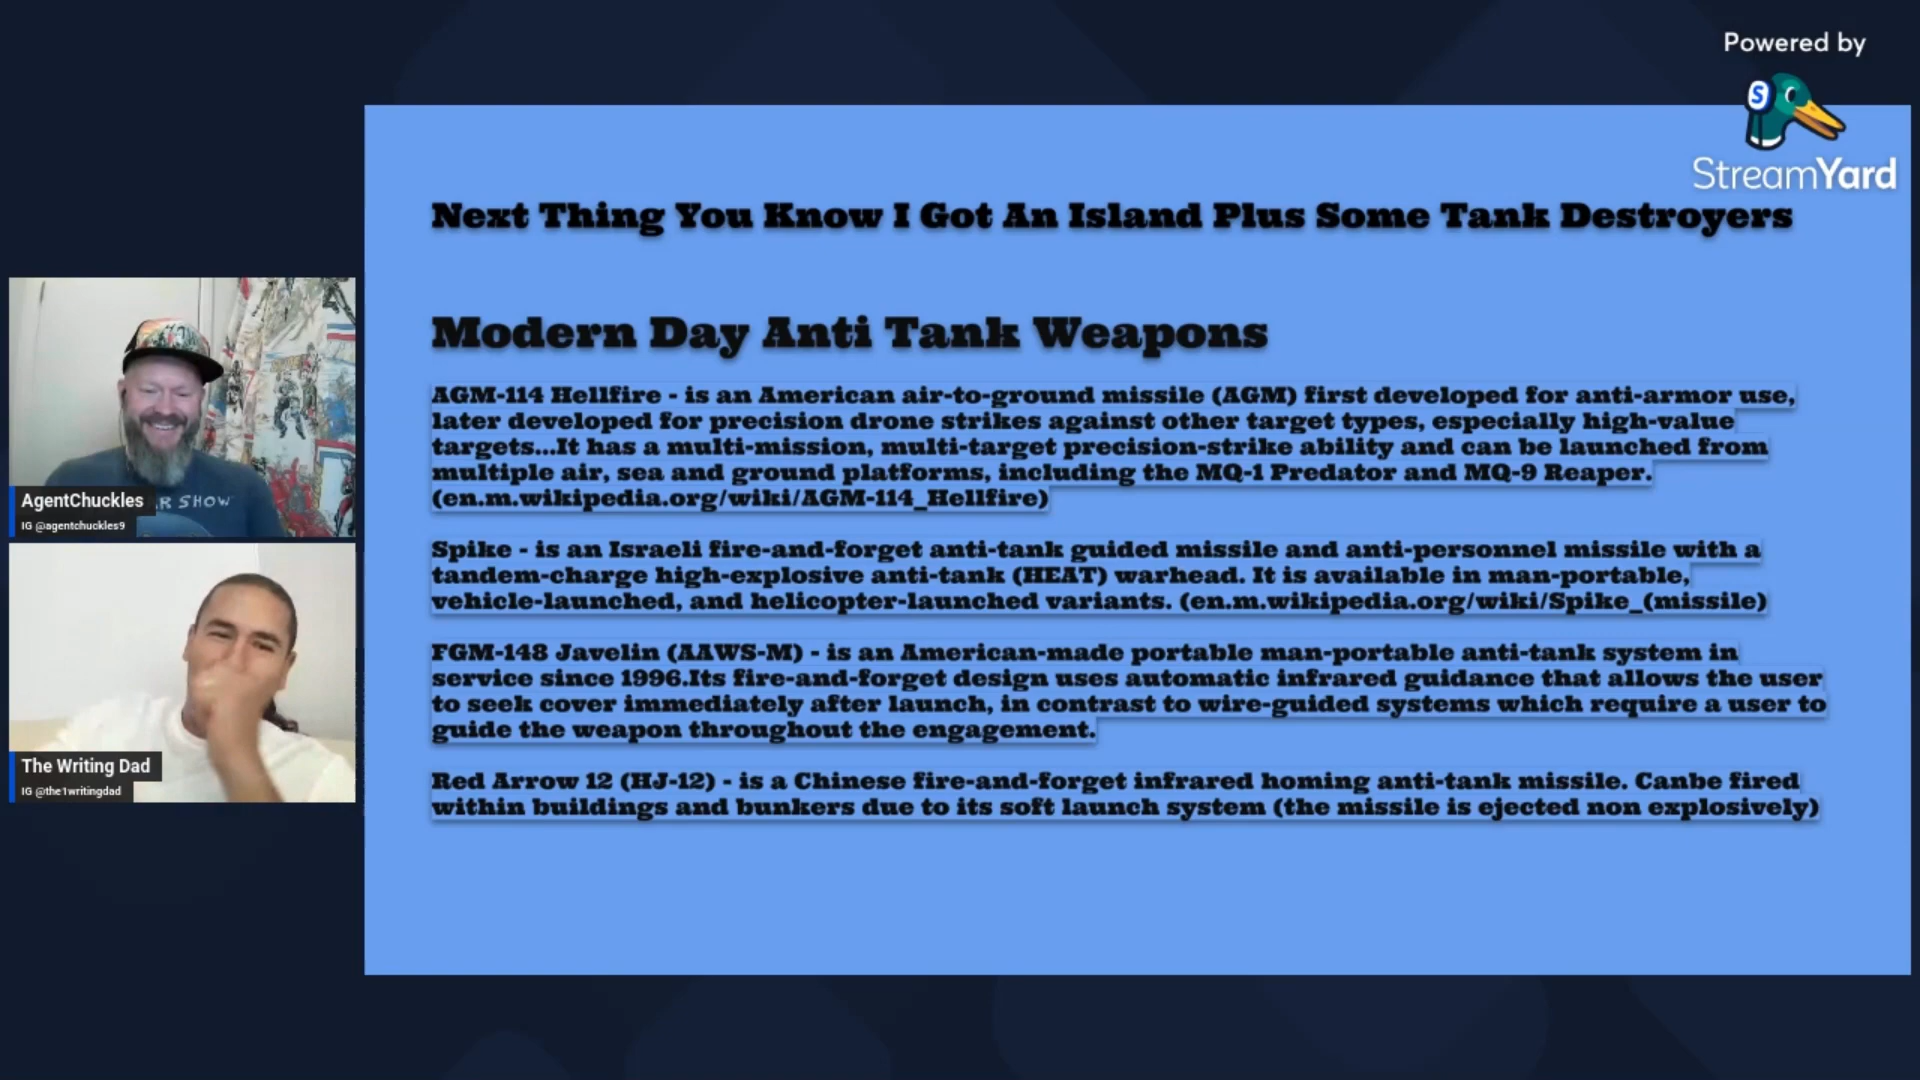 Powered by
StreamYard
Next Thing You Know I Got An Island Plus Some Tank Destroyers
Modern Day Anti Tank Weapons
AGM-114 Hellfire - is an American air-to-ground missile (AGM) first developed for anti-armor use,
later developed for precision drone strikes against other target types, especially high-value
targets...It has a multi-mission, multi-target precision-strike ability and can be launched from
multiple air, sea and ground platforms, including the MQ-1 Predator and MQ-9 Reaper.
(en.m.wikipedia.org/wiki/AGM-114_Hellfire)
Spike - is an Israeli fire-and-forget anti-tank guided missile and anti-personnel missile with a
tandem-charge high-explosive anti-tank (HEAT) warhead. It is available in man-portable,
vehicle-launched, and helicopter-launched variants. (en.m.wikipedia.org/wiki/Spike_(missile)
FGM-148 Javelin (AAWS-M) - is an American-made portable man-portable anti-tank system in
service since 1996.Its fire-and-forget design uses automatic infrared guidance that allows the user
to seek cover immediately after launch, in contrast to wire-guided systems which require a user to
guide the weapon throughout the engagement.
Red Arrow 12 (HJ-12) - is a Chinese fire-and-forget infrared homing anti-tank missile. Canbe fired
within buildings and bunkers due to its soft launch system (the missile is ejected non explosively)
SHOW
AgentChuckles
IG @agentchuckles9
The Writing Dad
IG @the1writingdad